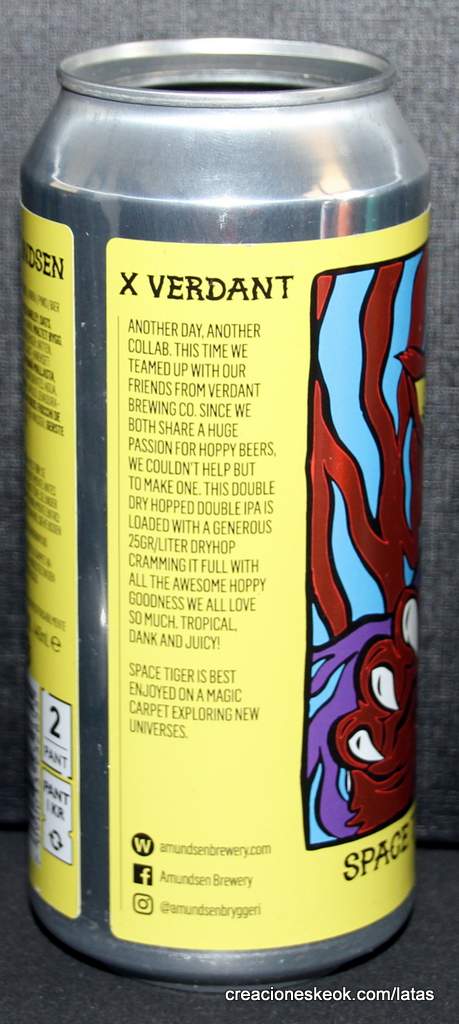 NDSEN
2
PANT
PANT
1 KR
X VERDANT
ANOTHER DAY, ANOTHER
COLLAB. THIS TIME WE
TEAMED UP WITH OUR
FRIENDS FROM VERDANT
BREWING CO. SINCE WE
BOTH SHARE A HUGE
PASSION FOR HOPPY BEERS,
WE COULDN'T HELP BUT
TO MAKE ONE. THIS DOUBLE
DRY HOPPED DOUBLE IPA IS
LOADED WITH A GENEROUS
25GR/LITER DRYHOP
CRAMMING IT FULL WITH
ALL THE AWESOME HOPPY
GOODNESS WE ALL LOVE
SO MUCH. TROPICAL,
DANK AND JUICY!
SPACE TIGER IS BEST
ENJOYED ON A MAGIC
CARPET EXPLORING NEW
UNIVERSES.
W amundsenbrewery.com
f Amundsen Brewery
@amundsenbryggeri
SPACE
creacioneskeok.com/latas